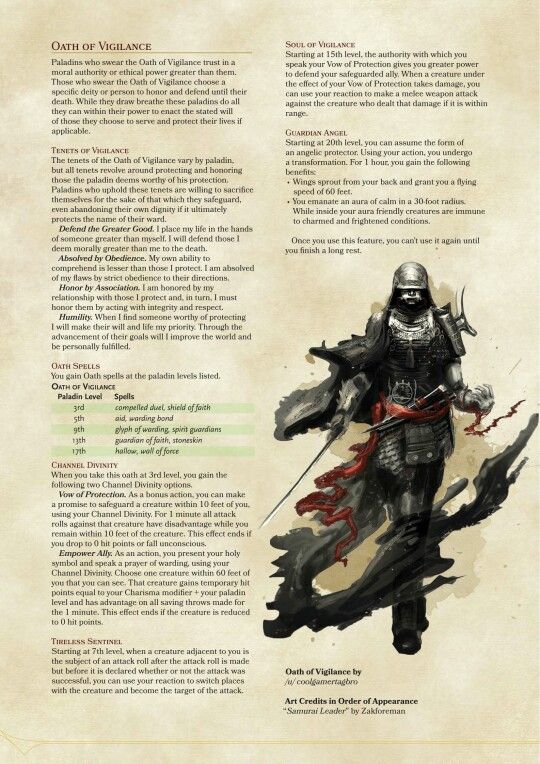 Oath of Vigilance
Paladins who swear the Oath of Vigilance trust in a
moral authority or ethical power greater than them.
Those who swear the Oath of Vigilance choose a
specific deity or person to honor and defend until their
death. While they draw breathe these paladins do all
they can within their power to enact the stated will
of those they choose to serve and protect their lives if
applicable.
Tenets of Vigilance
The tenets of the Oath of Vigilance vary by paladin,
but all tenets revolve around protecting and honoring
those the paladin deems worthy of his protection.
Paladins who uphold these tenets are willing to sacrifice
themselves for the sake of that which they safeguard,
even abandoning their own dignity if it ultimately
protects the name of their ward.
Defend the Greater Good. I place my life in the hands
of someone greater than myself. I will defend those I
deem morally greater than me to the death.
Absolved by Obedience. My own ability to
comprehend is lesser than those I protect. I am absolved
of my flaws by strict obedience to their directions.
Honor by Association. I am honored by my
relationship with those I protect and, in turn, I must
honor them by acting with integrity and respect.
Humility. When I find someone worthy of protecting
I will make their will and life my priority. Through the
advancement of their goals will I improve the world and
be personally fulfilled.
Oath Spells
You gain Oath spells at the paladin levels listed.
Oath of Vigilance
Paladin Level Spells
3rd compelled duel, shield of faith
5th aid, warding bond
9th glyph of warding, spirit guardians
13th guardian of faith, stoneskin
17th hallow, wall of force
Channel Divinity
When you take this oath at 3rd level, you gain the
following two Channel Divinity options.
Vow of Protection. As a bonus action, you can make
a promise to safeguard a creature within 10 feet of you,
using your Channel Divinity. For 1 minute all attack
rolls against that creature have disadvantage while you
remain within 10 feet of the creature. This effect ends if
you drop to 0 hit points or fall unconscious.
Empower Ally. As an action, you present your holy
symbol and speak a prayer of warding, using your
Channel Divinity. Choose one creature within 60 feet of
you that you can see. That creature gains temporary hit
points equal to your Charisma modifier + your paladin
level and has advantage on all saving throws made for
the 1 minute. This effect ends if the creature is reduced
to 0 hit points.
Tireless Sentinel
Starting at 7th level, when a creature adjacent to you is
the subject of an attack roll after the attack roll is made
but before it is declared whether or not the attack was
successful, you can use your reaction to switch places
with the creature and become the target of the attack.
Soul of Vigilance
Starting at 15th level, the authority with which you
speak your Vow of Protection gives you greater power
to defend your safeguarded ally. When a creature under
the effect of your Vow of Protection takes damage, you
can use your reaction to make a melee weapon attack
against the creature who dealt that damage if it is within
range.
Guardian Angel
Starting at 20th level, you can assume the form of
an angelic protector. Using your action, you undergo
a transformation. For 1 hour, you gain the following
benefits:
• Wings sprout from your back and grant you a flying
speed of 60 feet.
• You emanate an aura of calm in a 30-foot radius.
While inside your aura friendly creatures are immune
to charmed and frightened conditions.
Once you use this feature, you can't use it again until
you finish a long rest.
Oath of Vigilance by
/u/ coolgamertagbro
Art Credits in Order of Appearance
"Samurai Leader" by Zakforeman